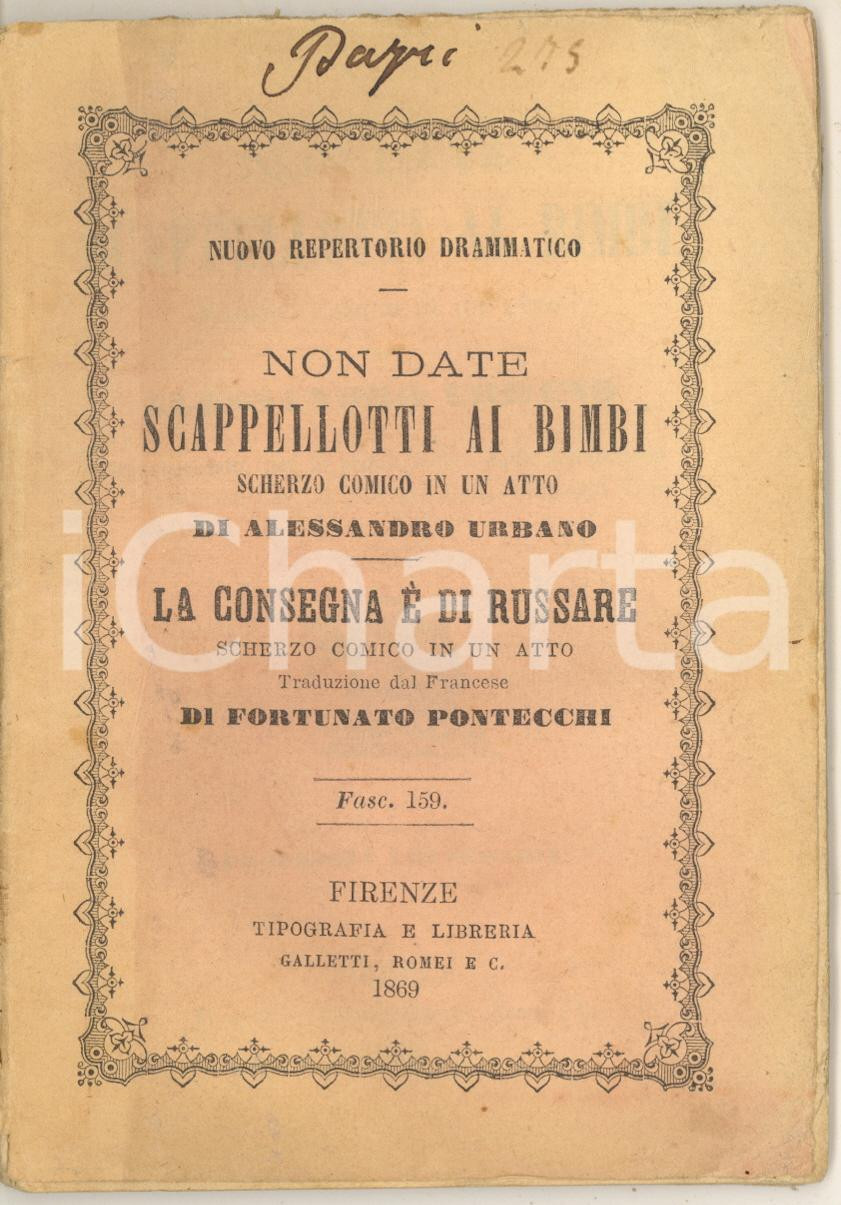 275
NUOVO REPERTORIO DRAMMATICO
NON DATE
SCAPPELLOTTI AI BIMBI
SCHERZO COMICO IN UN ATTO
DI ALESSANDRO URBANO
LA CONSEGNA È DI RUSSARE
SCHERZO COMICO IN UN ATTO
Traduzione dal Francese
DI FORTUNATO PONTECCHI
Fasc. 159.
FIRENZE
TIPOGRAFIA E LIBRERIA
GALLETTI, ROMEI E C.
1869
iCharta